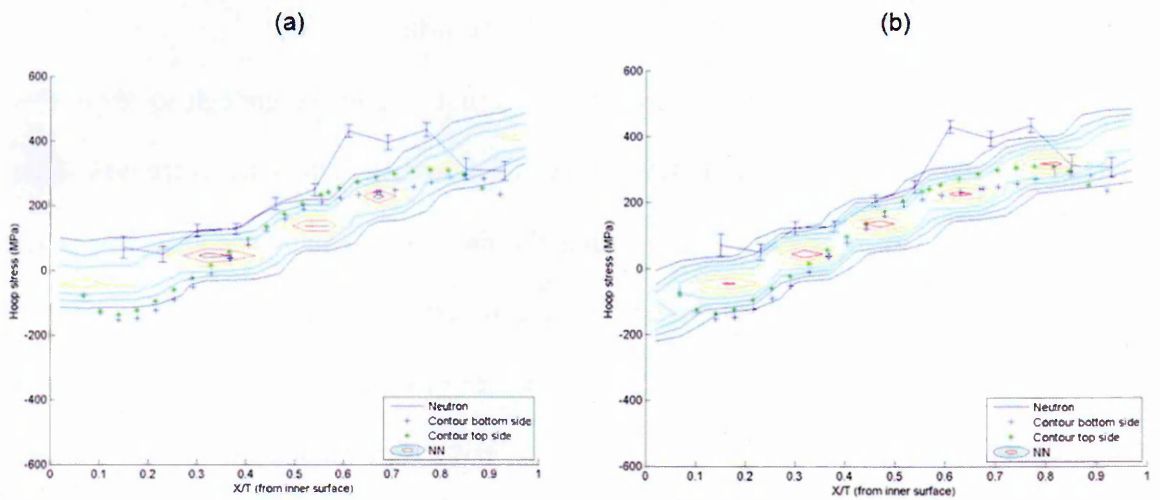 (a)
600
400
200
0
-200
-400
-600
Hoop stress (MPa)
0 0.1 0.2 0.3 0.4 0.5 0.6 0.7 0.8 0.9 1
X/T (from inner surface)
Neutron
Contour bottom side
Contour top side
NN
(b)
600
400
200
0
-200
-400
-600
Hoop stress (MPa)
0 0.1 0.2 0.3 0.4 0.5 0.6 0.7 0.8 0.9 1
X/T (from inner surface)
Neutron
Contour bottom side
Contour top side
NN